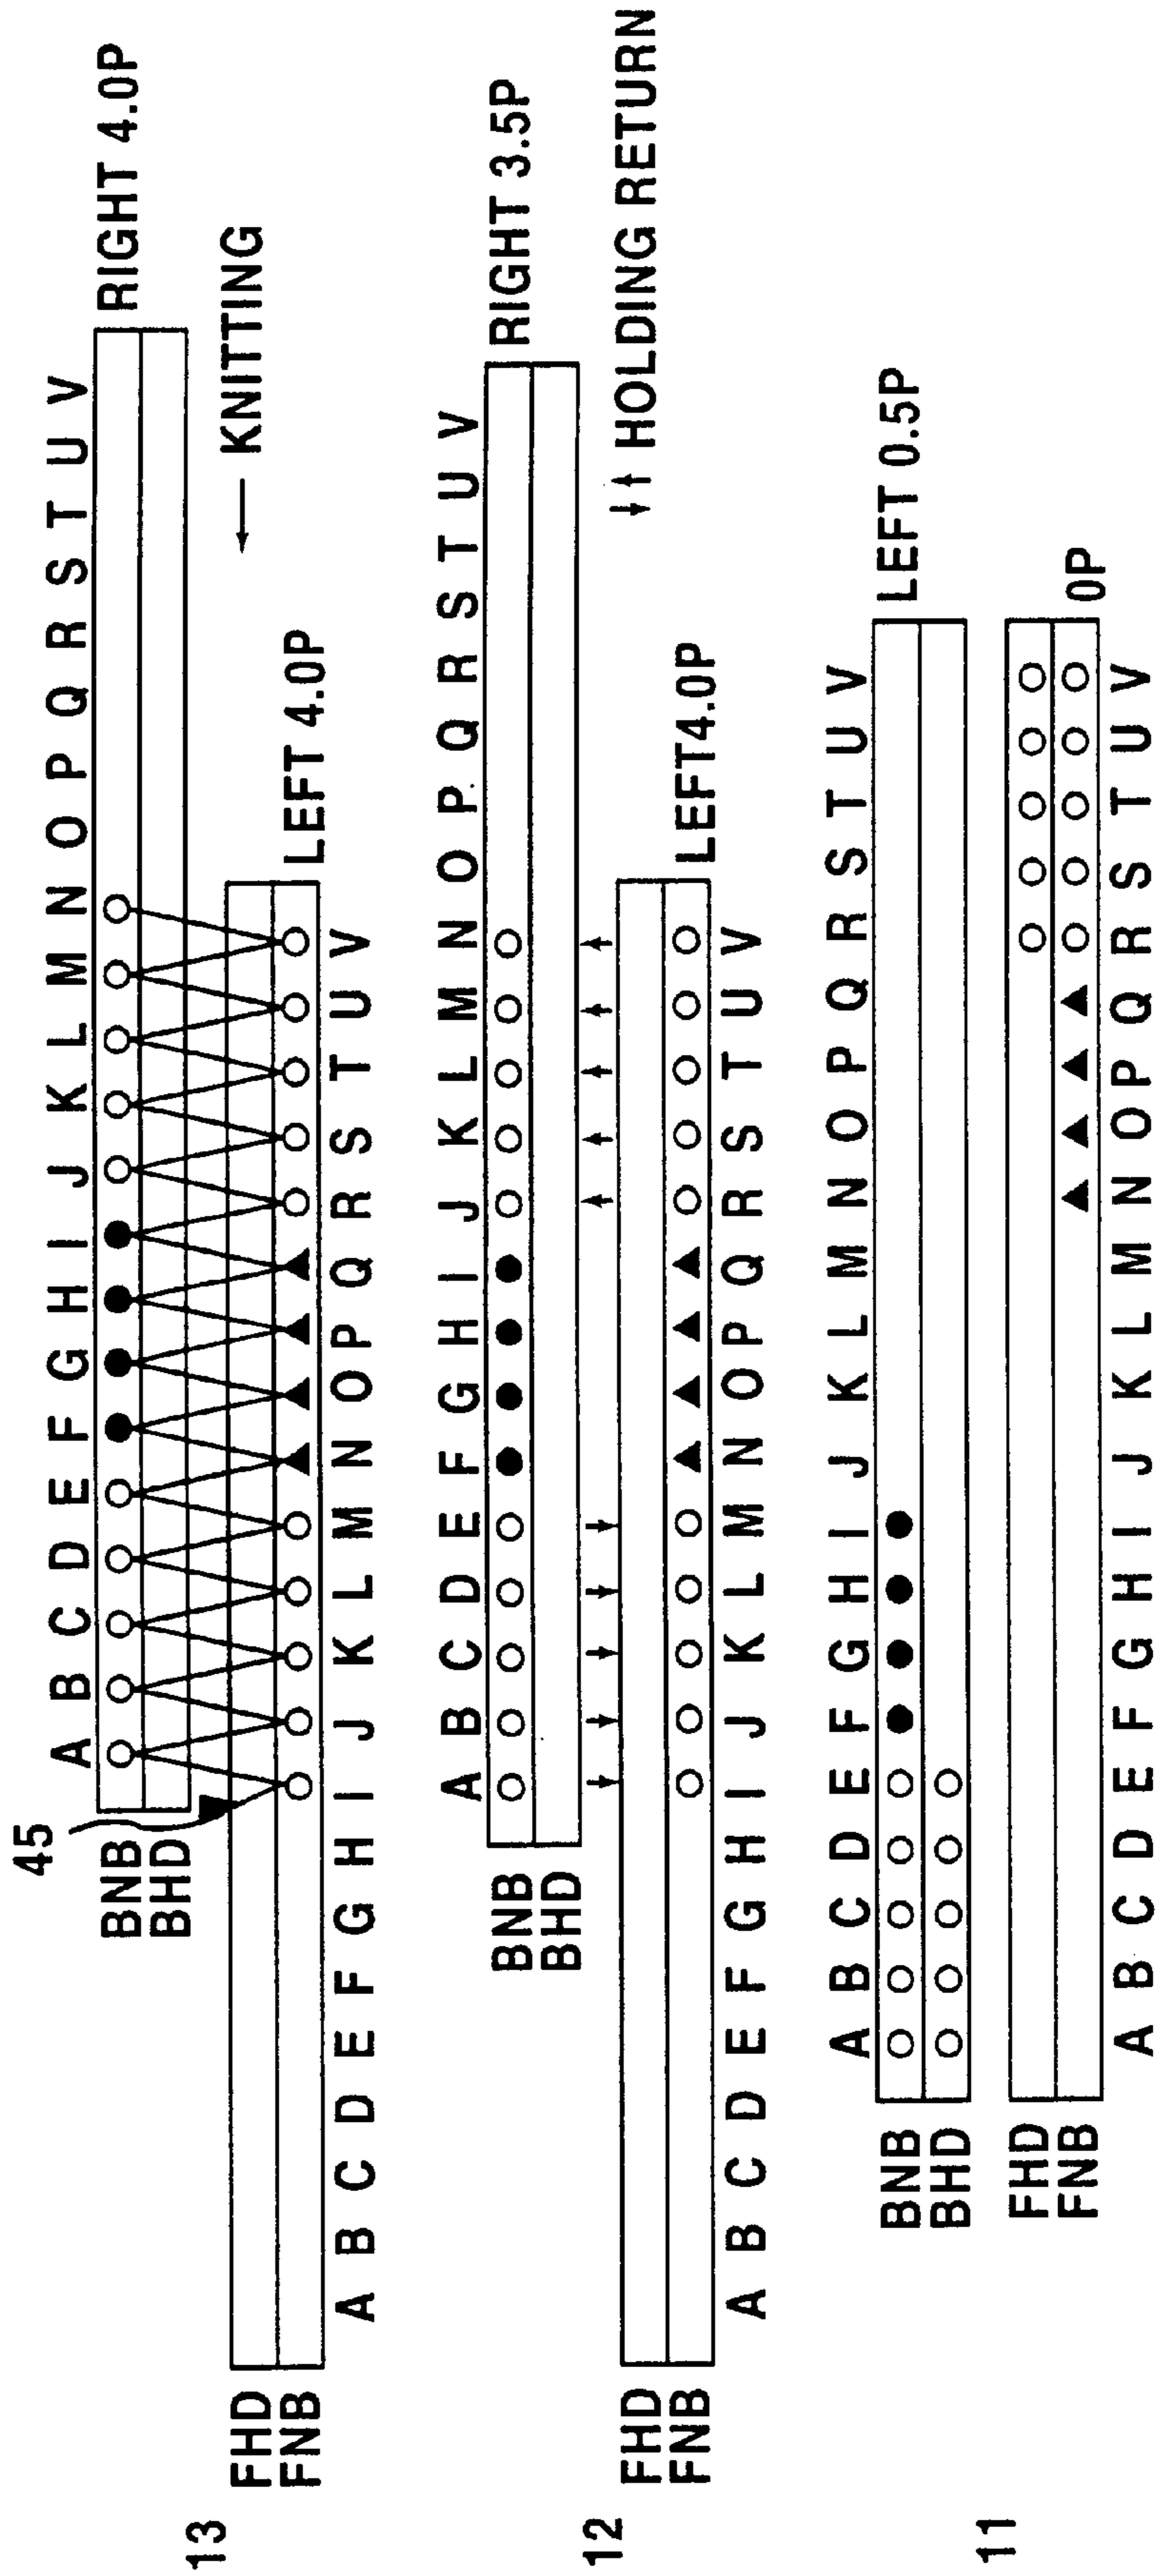 45
A B C D E F G H I J K L M N O P Q R S T U V
BNB RIGHT 4.0P
BHD
← KNITTING
13
FHD
FNB LEFT 4.0P
A B C D E F G H I J K L M N O P Q R S T U V
A B C D E F G H I J K L M N O P Q R S T U V
BNB RIGHT 3.5P
BHD
↓↑ HOLDING RETURN
12
FHD
FNB LEFT4.0P
A B C D E F G H I J K L M N O P Q R S T U V
A B C D E F G H I J K L M N O P Q R S T U V
BNB LEFT 0.5P
BHD
11
FHD
FNB 0P
A B C D E F G H I J K L M N O P Q R S T U V